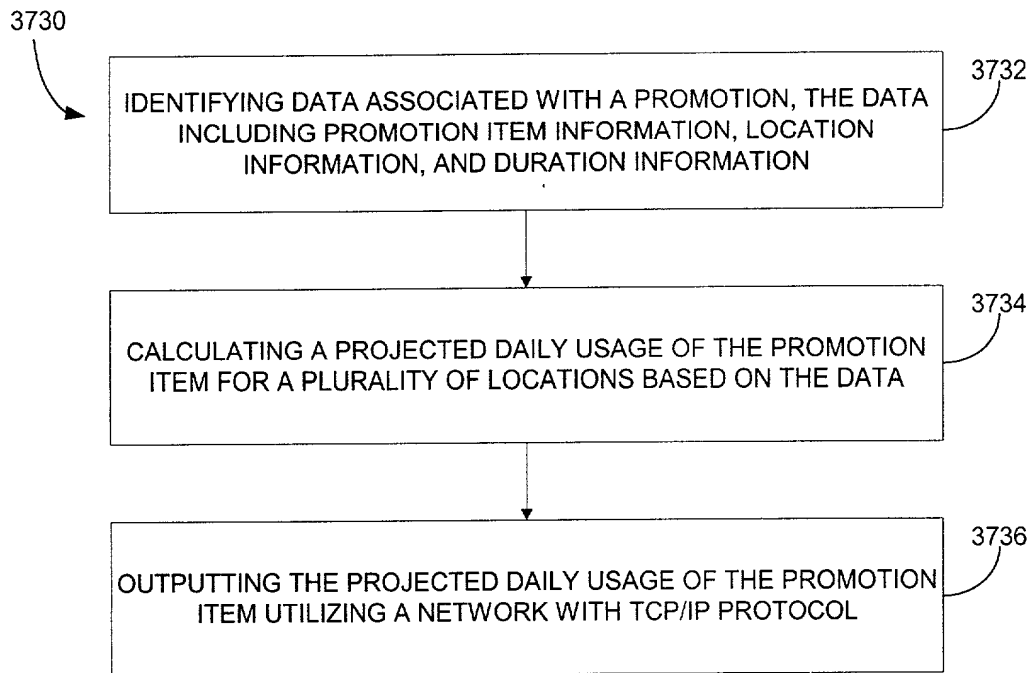 3730
3732
IDENTIFYING DATA ASSOCIATED WITH A PROMOTION, THE DATA
INCLUDING PROMOTION ITEM INFORMATION, LOCATION
INFORMATION, AND DURATION INFORMATION
3734
CALCULATING A PROJECTED DAILY USAGE OF THE PROMOTION
ITEM FOR A PLURALITY OF LOCATIONS BASED ON THE DATA
3736
OUTPUTTING THE PROJECTED DAILY USAGE OF THE PROMOTION
ITEM UTILIZING A NETWORK WITH TCP/IP PROTOCOL